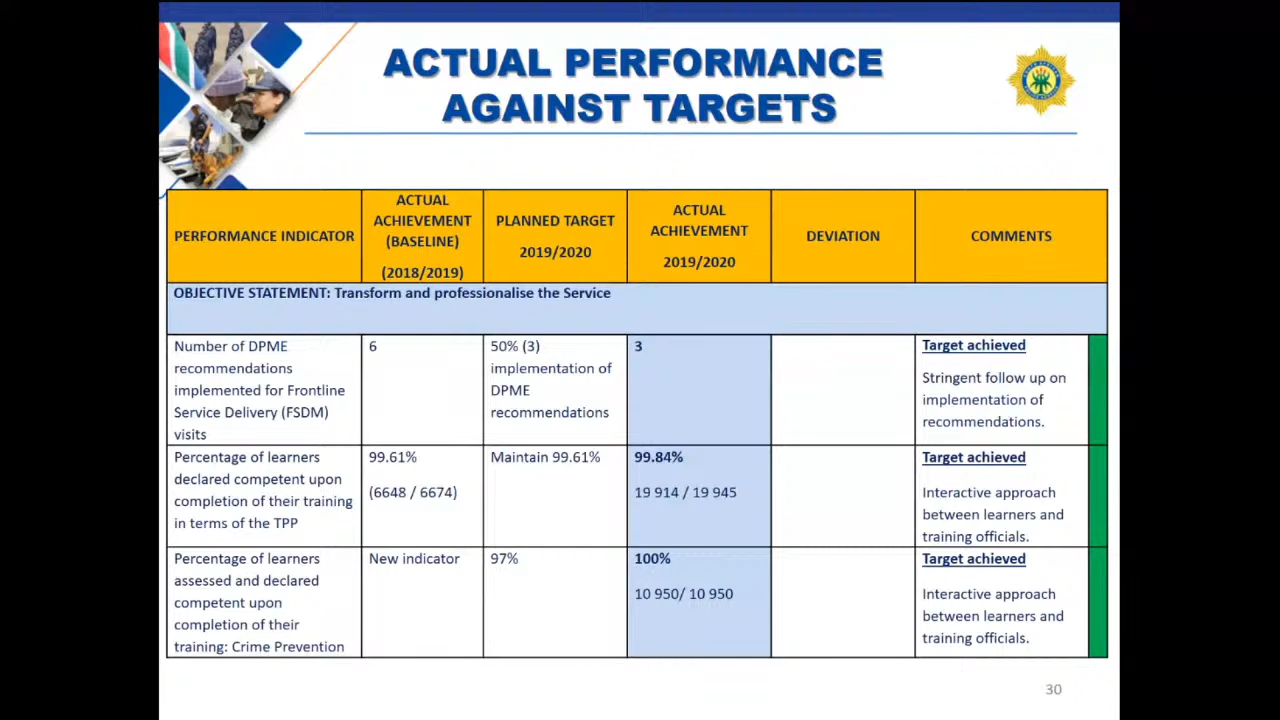 ACTUAL PERFORMANCE
AGAINST TARGETS
PERFORMANCE INDICATOR
ACTUAL
ACHIEVEMENT
(BASELINE)
(2018/2019)
PLANNED TARGET
2019/2020
ACTUAL
ACHIEVEMENT
2019/2020
DEVIATION
COMMENTS
OBJECTIVE STATEMENT: Transform and professionalise the Service
Number of DPME
recommendations
implemented for Frontline
Service Delivery (FSDM)
visits
6
50% (3)
implementation of
DPME
recommendations
3
Target achieved
Stringent follow up on
implementation of
recommendations.
Percentage of learners
declared competent upon
completion of their training
in terms of the TPP
99.61%
(6648 / 6674)
Maintain 99.61%
99.84%
19 914 / 19 945
Target achieved
Interactive approach
between learners and
training officials.
Percentage of learners
assessed and declared
competent upon
completion of their
training: Crime Prevention
New indicator
97%
100%
10 950/ 10 950
Target achieved
Interactive approach
between learners and
training officials.
30